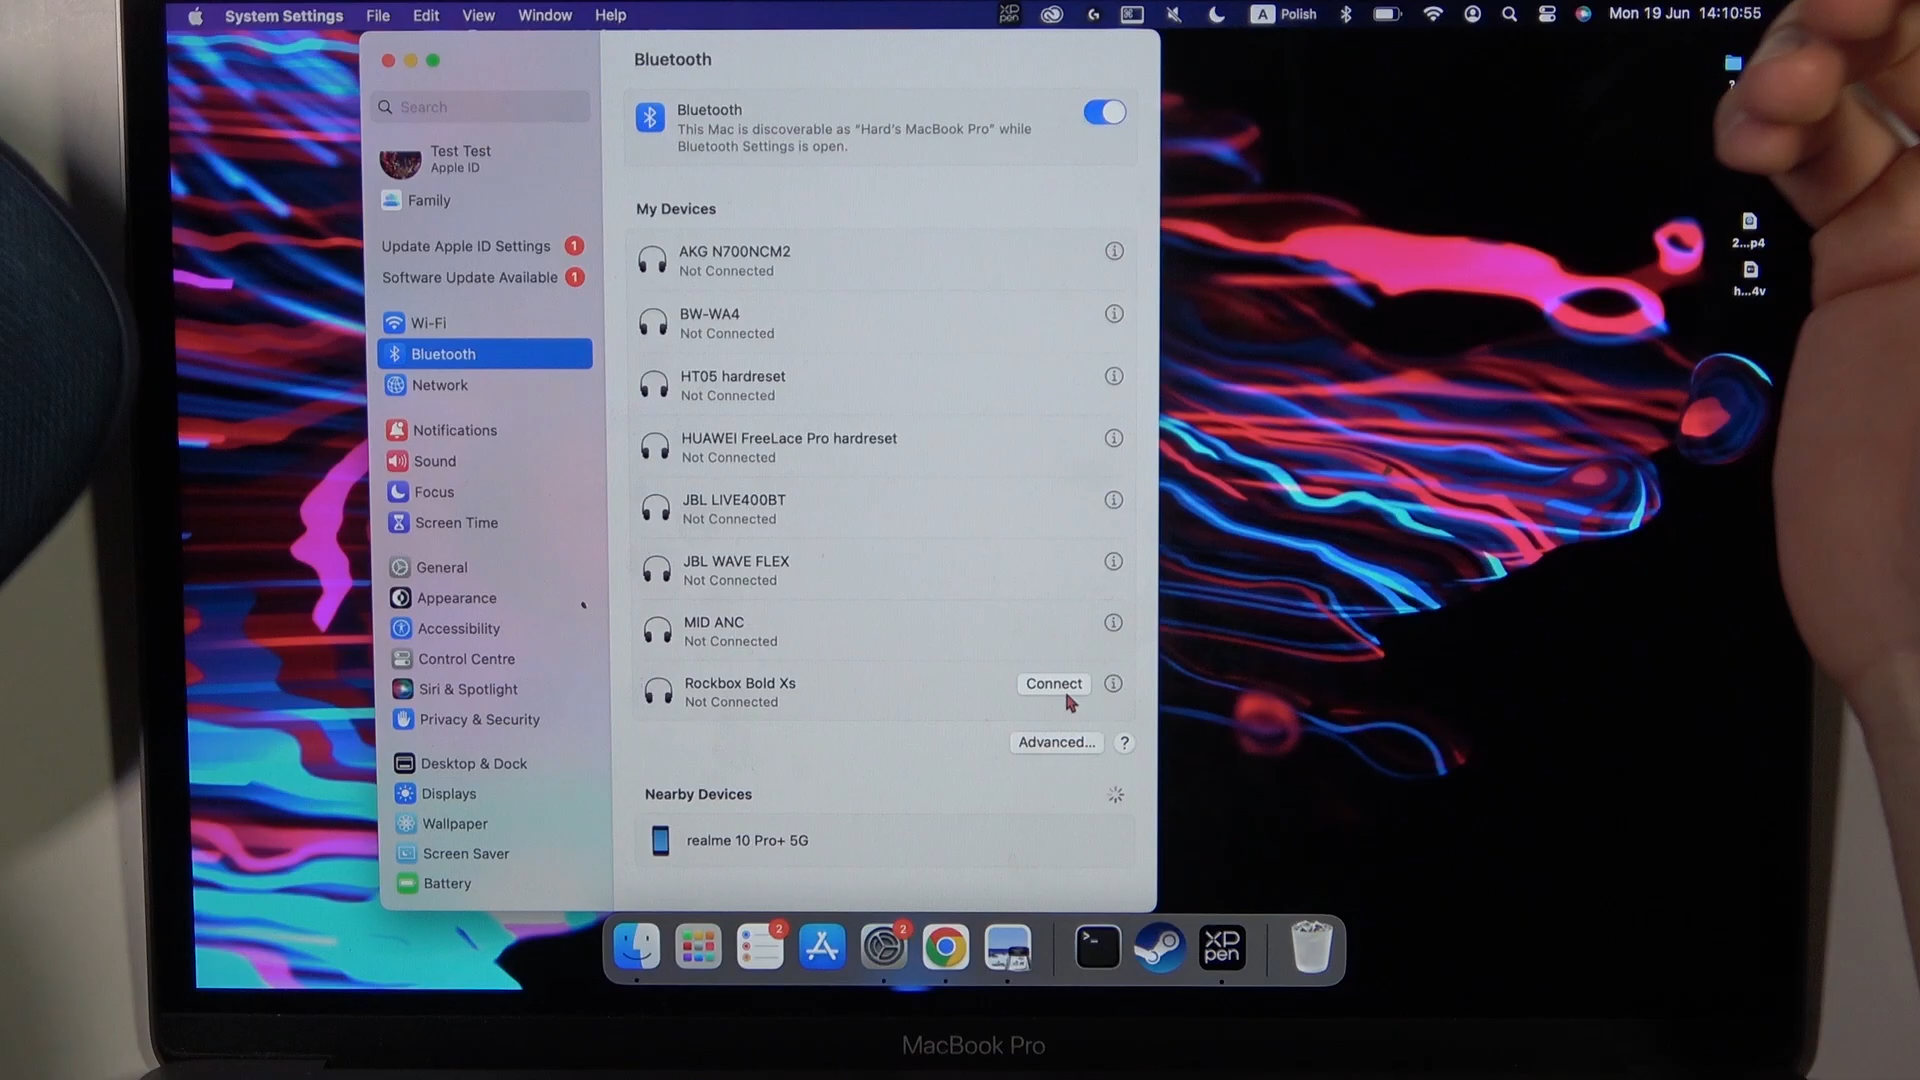 System Settings File Edit View Window Help
XP pen
A Polish
Mon 19 Jun 14:10:55
Search
Test Test
Apple ID
Family
Update Apple ID Settings 1
Software Update Available 1
Wi-Fi
Bluetooth
Network
Notifications
Sound
Focus
Screen Time
General
Appearance
Accessibility
Control Centre
Siri & Spotlight
Privacy & Security
Desktop & Dock
Displays
Wallpaper
Screen Saver
Battery
Bluetooth
Bluetooth
This Mac is discoverable as "Hard's MacBook Pro" while
Bluetooth Settings is open.
My Devices
AKG N700NCM2
Not Connected
BW-WA4
Not Connected
HT05 hardreset
Not Connected
HUAWEI FreeLace Pro hardreset
Not Connected
JBL LIVE400BT
Not Connected
JBL WAVE FLEX
Not Connected
MID ANC
Not Connected
Rockbox Bold Xs
Not Connected
Connect
Advanced... ?
Nearby Devices
realme 10 Pro+ 5G
2...p4
h...4v
2
2
XP
pen
MacBook Pro